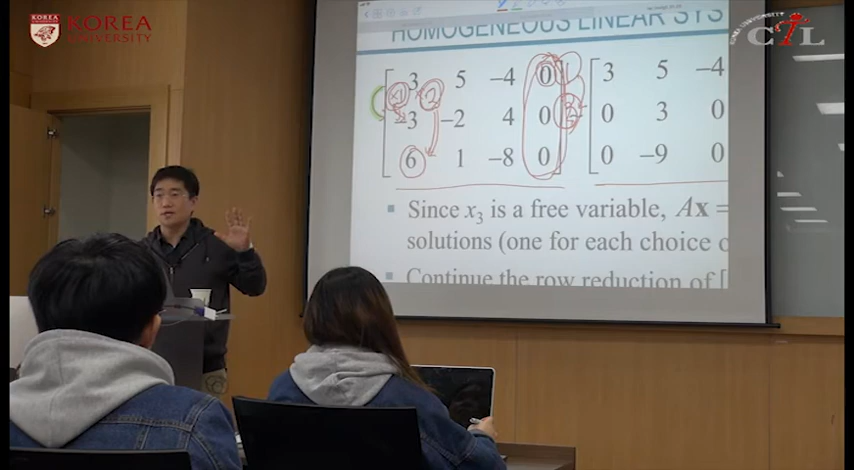 KOREA
UNIVERSITY
KOREA UNIVERSITY
CTL
HOMOGENEOUS LINEAR SYS
3 5 −4 0 3 5 −4
−3 −2 4 0 0 3 0
6 1 −8 0 0 −9 0
Since x₃ is a free variable, Ax =
solutions (one for each choice o
Continue the row reduction of [